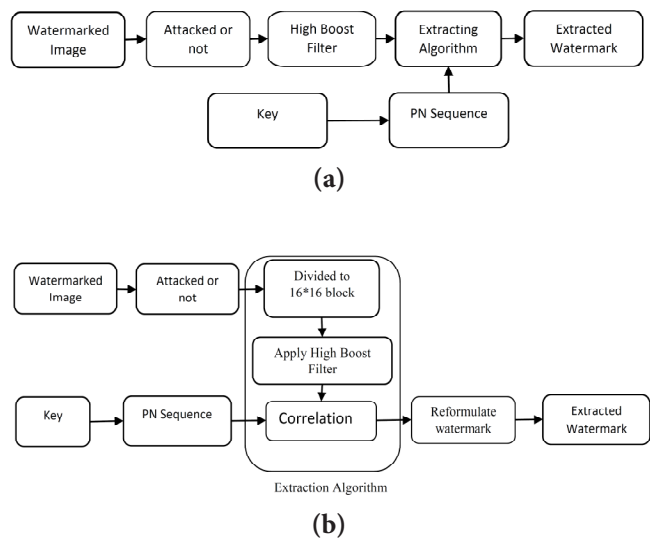 Watermarked
Image
Attacked or
not
High Boost
Filter
Extracting
Algorithm
Extracted
Watermark
Key
PN Sequence
(a)
Watermarked
Image
Attacked or
not
Divided to
16*16 block
Apply High Boost
Filter
Key
PN Sequence
Correlation
Reformulate
watermark
Extracted
Watermark
Extraction Algorithm
(b)